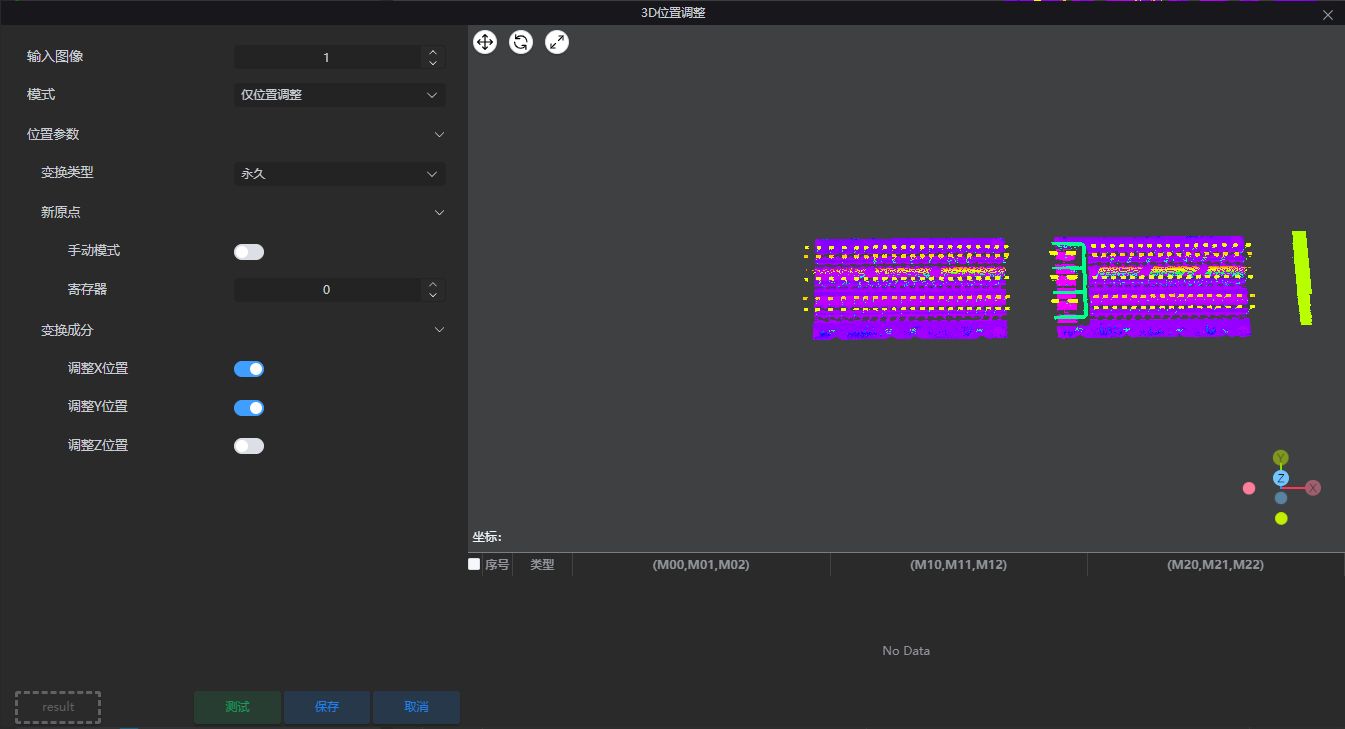 3D位置调整
输入图像 1
模式 仅位置调整
位置参数
变换类型 永久
新原点
手动模式
寄存器 0
变换成分
调整X位置
调整Y位置
调整Z位置
Y
Z
X
坐标:
序号 类型 (M00,M01,M02) (M10,M11,M12) (M20,M21,M22)
No Data
result 测试 保存 取消